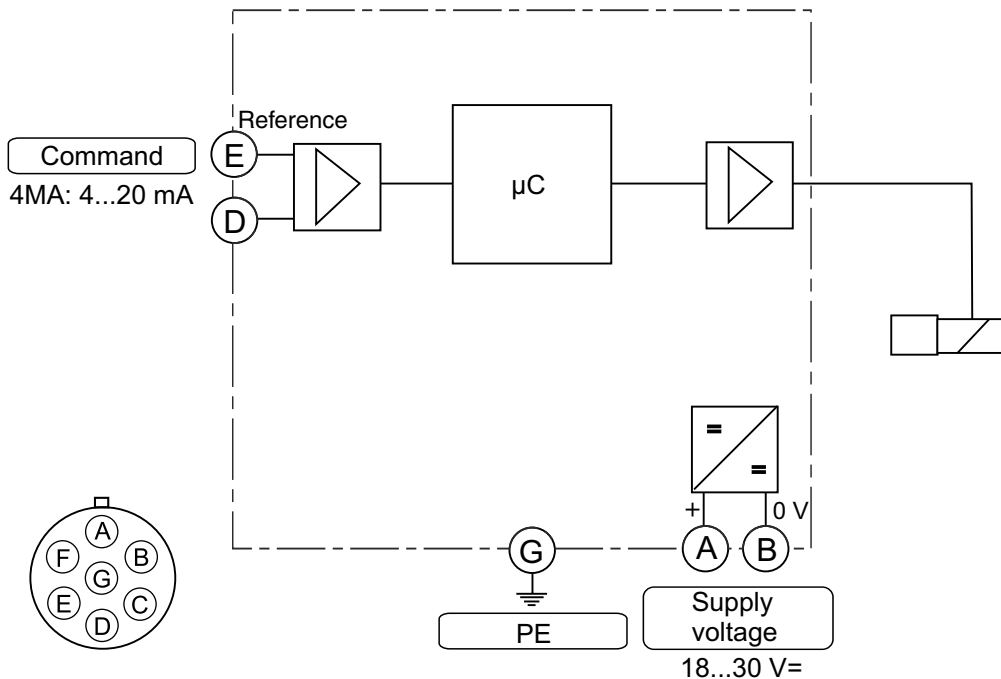 Reference
Command
E
4MA: 4...20 mA
D
µC
=
=
+
0 V
G
A
B
PE
Supply
voltage
18...30 V=
A
F
B
G
E
C
D